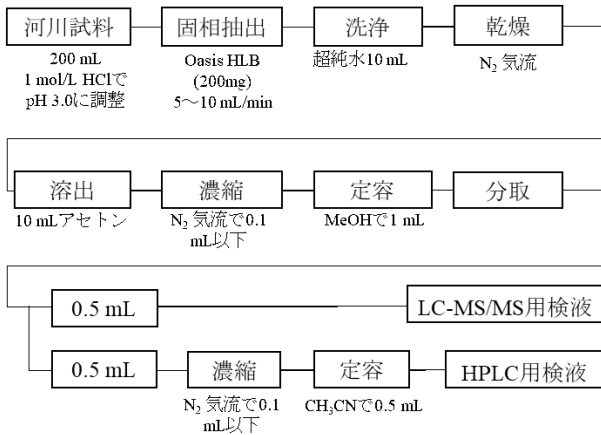 河川試料
200 mL
1 mol/L HClで
pH 3.0に調整
固相抽出
Oasis HLB
(200mg)
5～10 mL/min
洗浄
超純水10 mL
乾燥
N₂ 気流
溶出
10 mLアセトン
濃縮
N₂ 気流で0.1
mL以下
定容
MeOHで1 mL
分取
0.5 mL
LC-MS/MS用検液
0.5 mL
濃縮
N₂ 気流で0.1
mL以下
定容
CH₃CNで0.5 mL
HPLC用検液